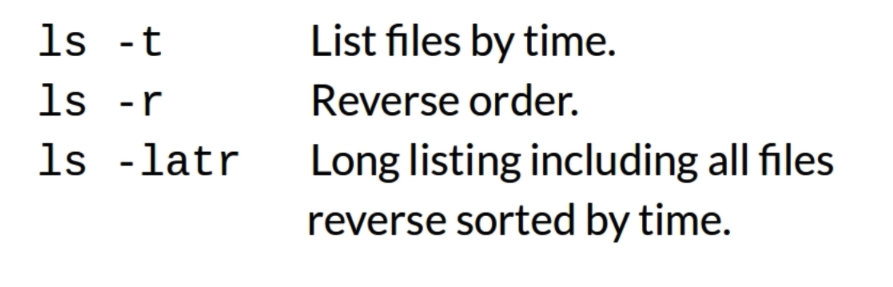 ls -t List files by time.
ls -r Reverse order.
ls -latr Long listing including all files
reverse sorted by time.